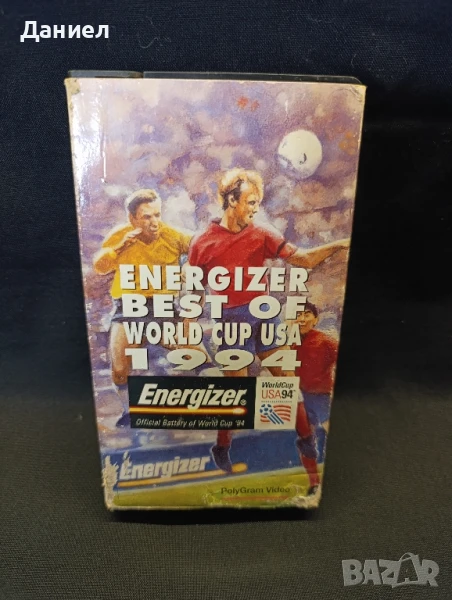 Даниел
ENERGIZER
BEST OF
WORLD CUP USA
1994
Energizer®
Official Battery of World Cup '94
WorldCup
USA94
Energizer
PolyGram Video
BAZAR